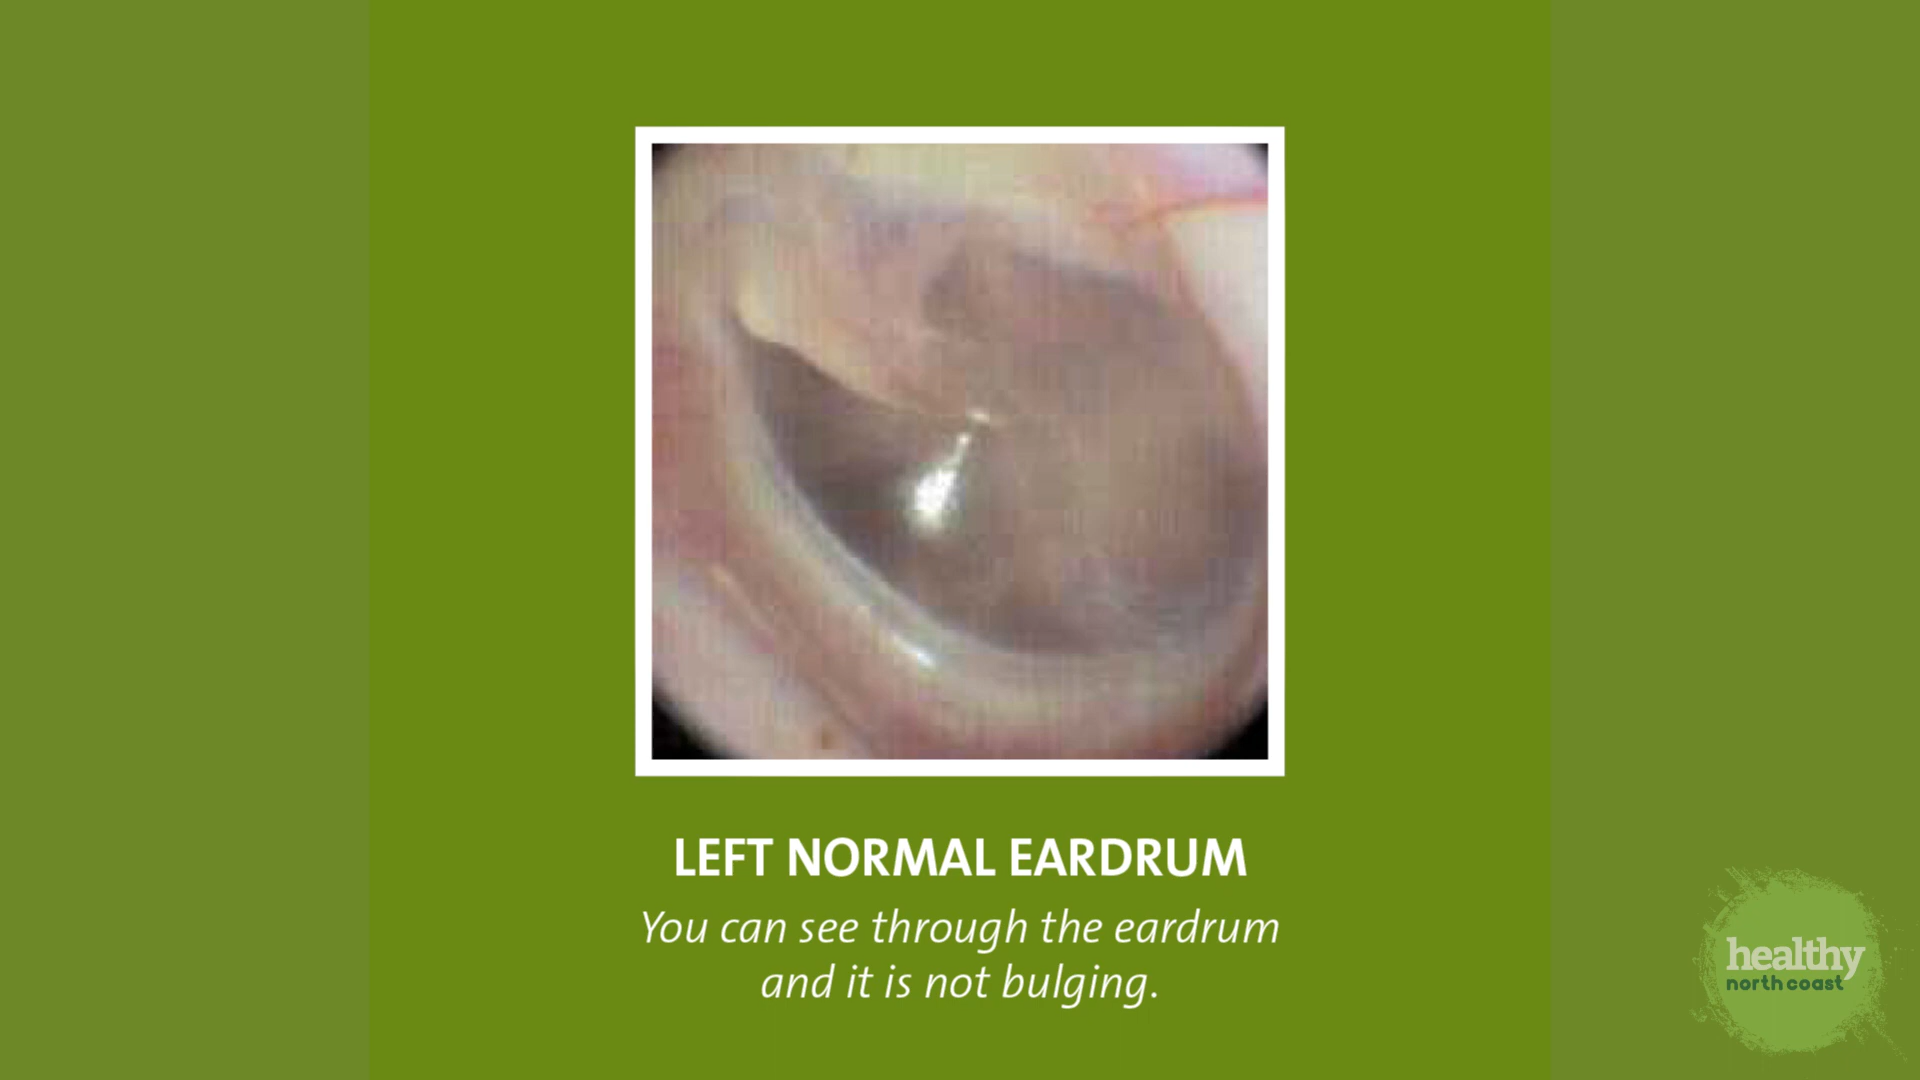 LEFT NORMAL EARDRUM
You can see through the eardrum
and it is not bulging.
healthy
north coast